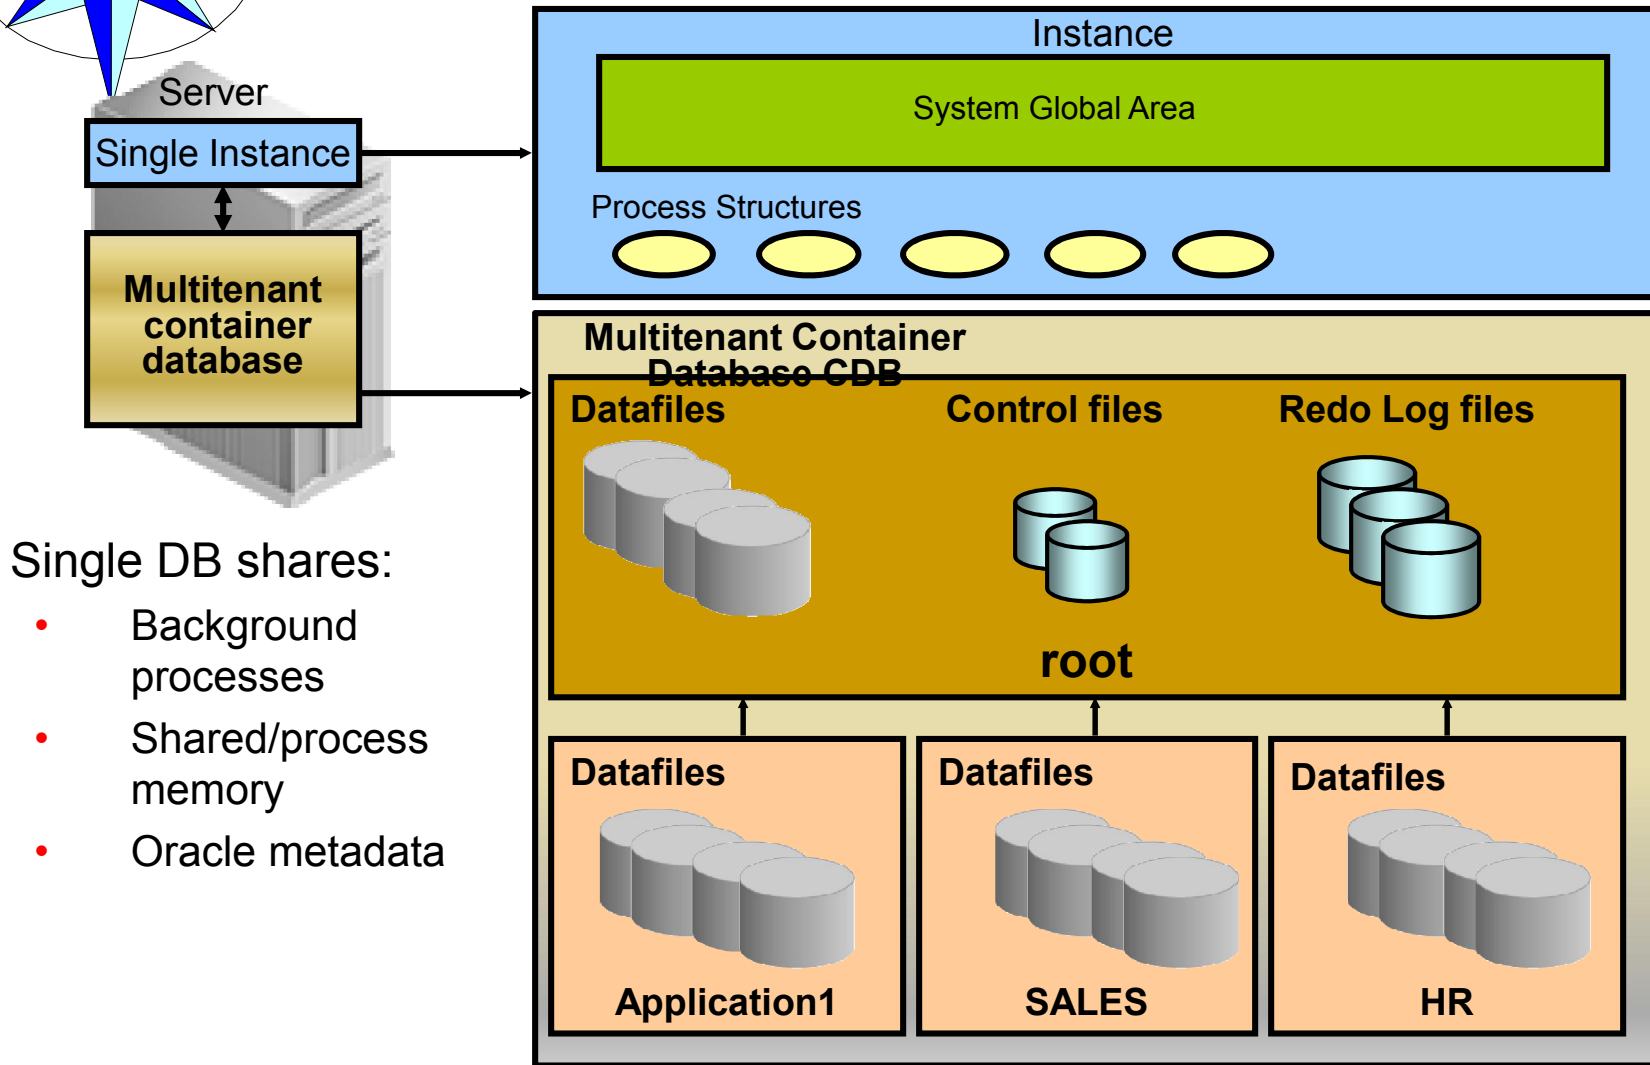 Server
Single Instance
Multitenant
container
database
Single DB shares:
• Background
processes
• Shared/process
memory
• Oracle metadata
Instance
System Global Area
Process Structures
Multitenant Container
Database CDB
Datafiles
Control files
Redo Log files
root
Datafiles
Datafiles
Datafiles
Application1
SALES
HR